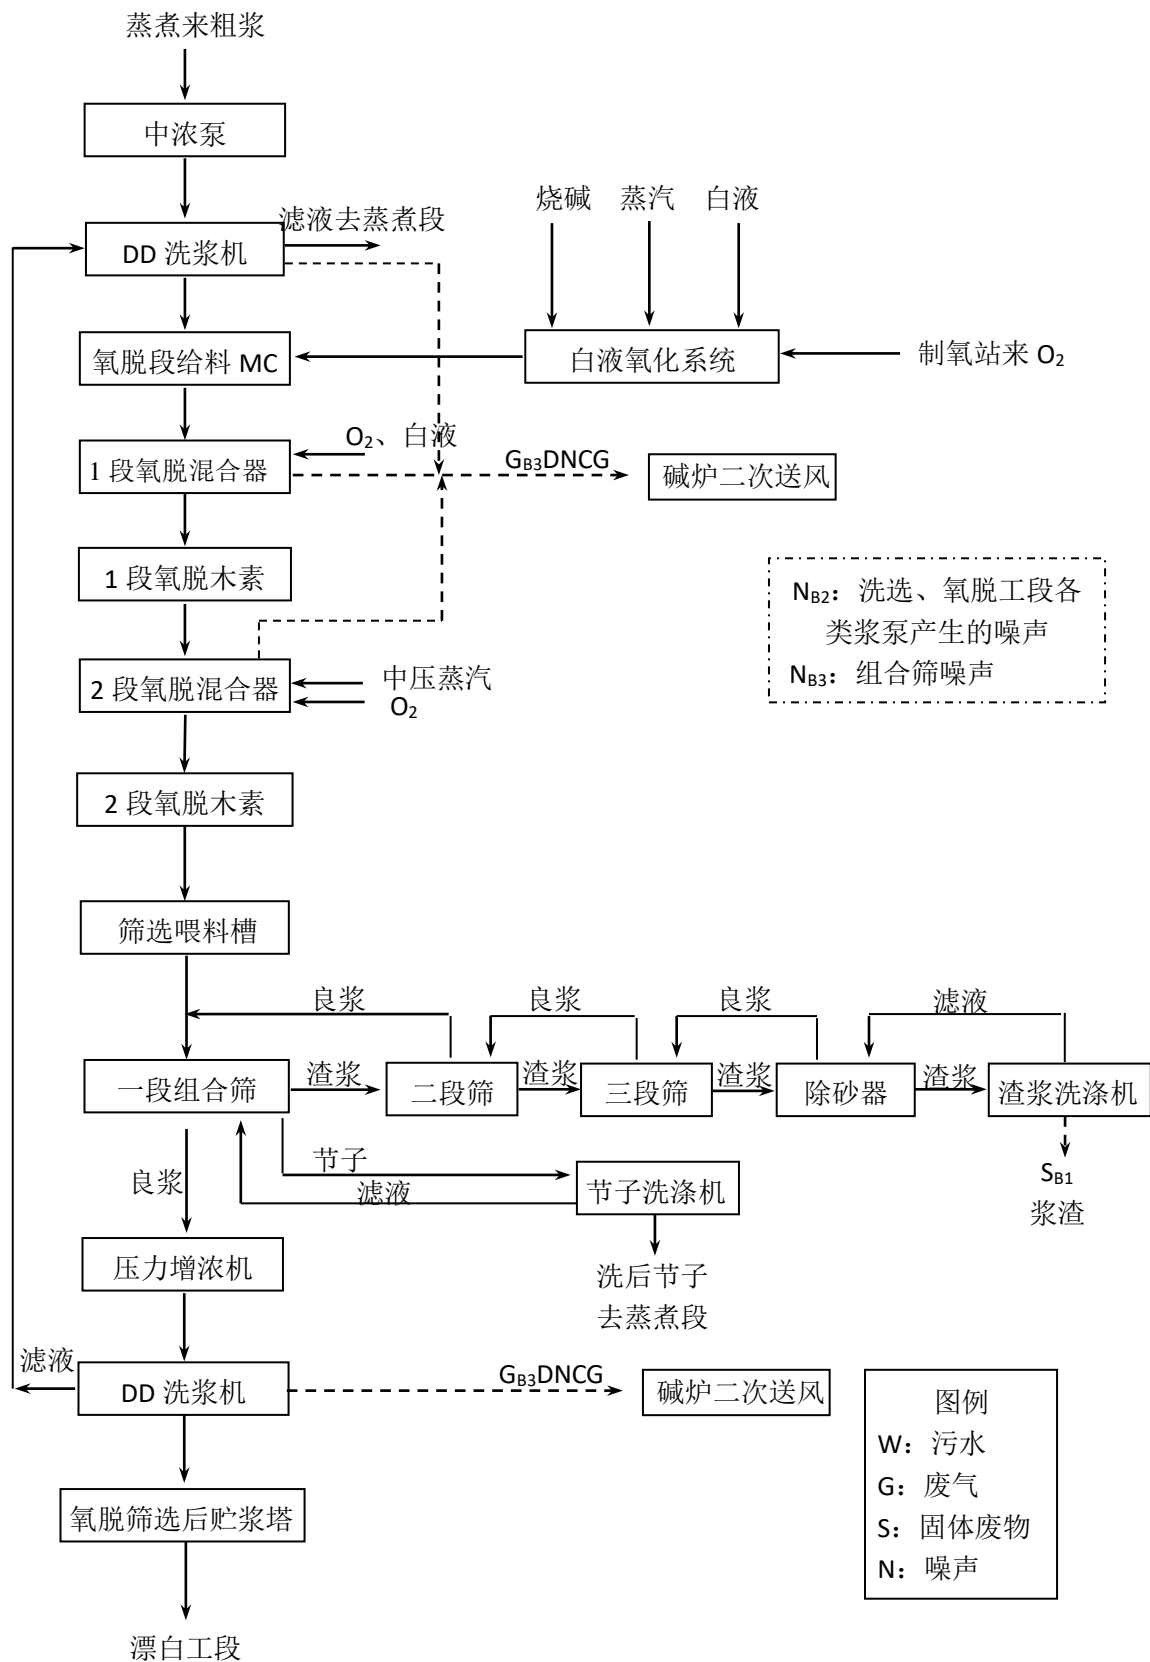 蒸煮来粗浆
中浓泵
烧碱
蒸汽
白液
滤液去蒸煮段
DD 洗浆机
氧脱段给料 MC
白液氧化系统
制氧站来 O₂
O₂、白液
1 段氧脱混合器
G_B3DNCG
碱炉二次送风
1 段氧脱木素
N_B2：洗选、氧脱工段各
类浆泵产生的噪声
N_B3：组合筛噪声
2 段氧脱混合器
中压蒸汽
O₂
2 段氧脱木素
筛选喂料槽
良浆
良浆
良浆
滤液
一段组合筛
渣浆
二段筛
渣浆
三段筛
渣浆
除砂器
渣浆
渣浆洗涤机
节子
滤液
节子洗涤机
良浆
S_B1
浆渣
压力增浓机
洗后节子
去蒸煮段
滤液
DD 洗浆机
G_B3DNCG
碱炉二次送风
图例
W：污水
G：废气
S：固体废物
N：噪声
氧脱筛选后贮浆塔
漂白工段